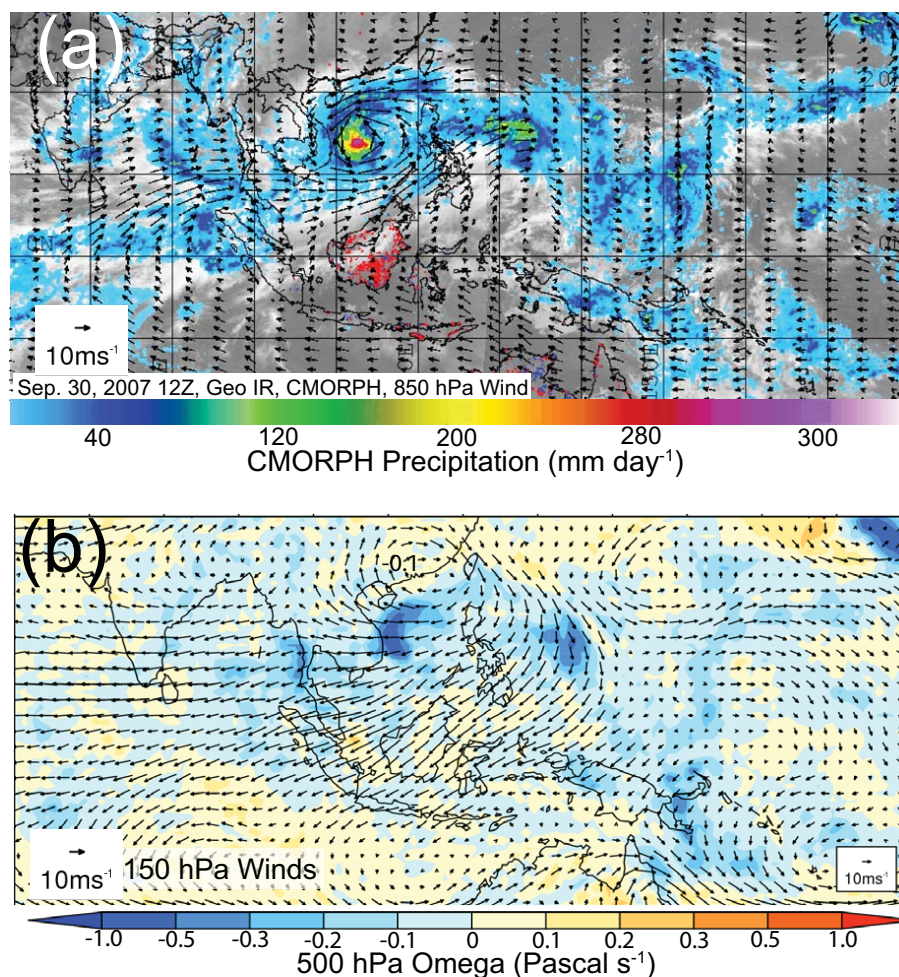 (a)
20N
0N
10ms⁻¹
Sep. 30, 2007 12Z, Geo IR, CMORPH, 850 hPa Wind
40 120 200 280 300
CMORPH Precipitation (mm day⁻¹)
(b)
-0.1
10ms⁻¹
150 hPa Winds
10ms⁻¹
-1.0 -0.5 -0.3 -0.2 -0.1 0 0.1 0.2 0.3 0.5 1.0
500 hPa Omega (Pascal s⁻¹)